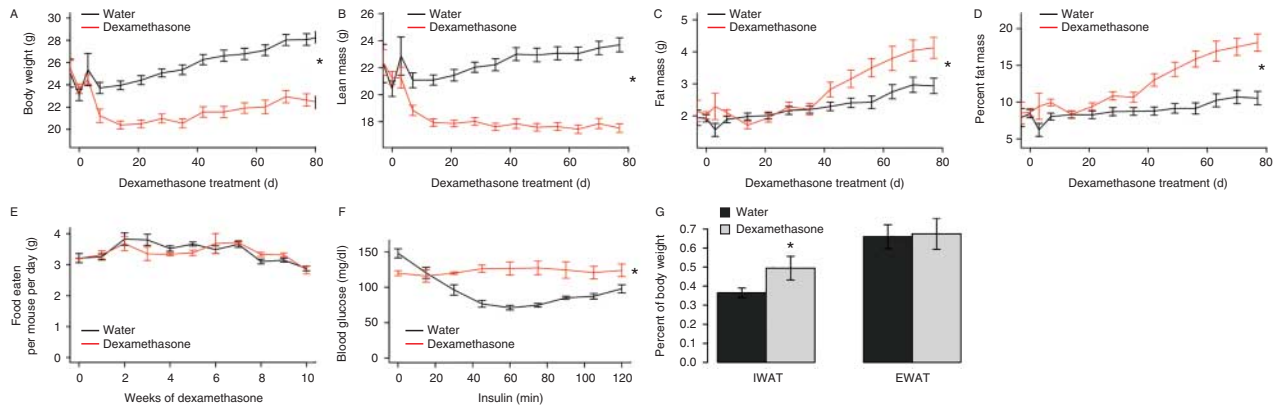 A
Water
Dexamethasone
Body weight (g)
30
28
26
24
22
20
*
0
20
40
60
80
Dexamethasone treatment (d)
B
Water
Dexamethasone
Lean mass (g)
26
24
22
20
18
*
0
20
40
60
80
Dexamethasone treatment (d)
C
Water
Dexamethasone
Fat mass (g)
5
4
3
2
1
*
0
20
40
60
80
Dexamethasone treatment (d)
D
Water
Dexamethasone
Percent fat mass
20
15
10
5
*
0
20
40
60
80
Dexamethasone treatment (d)
E
Food eaten
per mouse per day (g)
4
3
2
1
0
Water
Dexamethasone
0
2
4
6
8
10
Weeks of dexamethasone
F
Blood glucose (mg/dl)
150
100
50
0
*
Water
Dexamethasone
0
20
40
60
80
100
120
Insulin (min)
G
Water
Dexamethasone
Percent of body weight
0.7
0.6
0.5
0.4
0.3
0.2
0.1
0.0
*
IWAT
EWAT